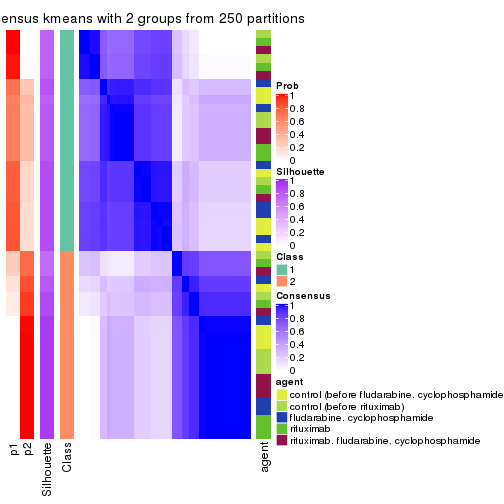 ensus kmeans with 2 groups from 250 partitions
Prob
1
0.8
0.6
0.4
0.2
0
Silhouette
1
0.8
0.6
0.4
0.2
0
Class
1
2
Consensus
1
0.8
0.6
0.4
0.2
0
agent
control (before fludarabine. cyclophosphamide
control (before rituximab)
fludarabine. cyclophosphamide
rituximab
rituximab. fludarabine. cyclophosphamide
p1
p2
Silhouette
Class
agent